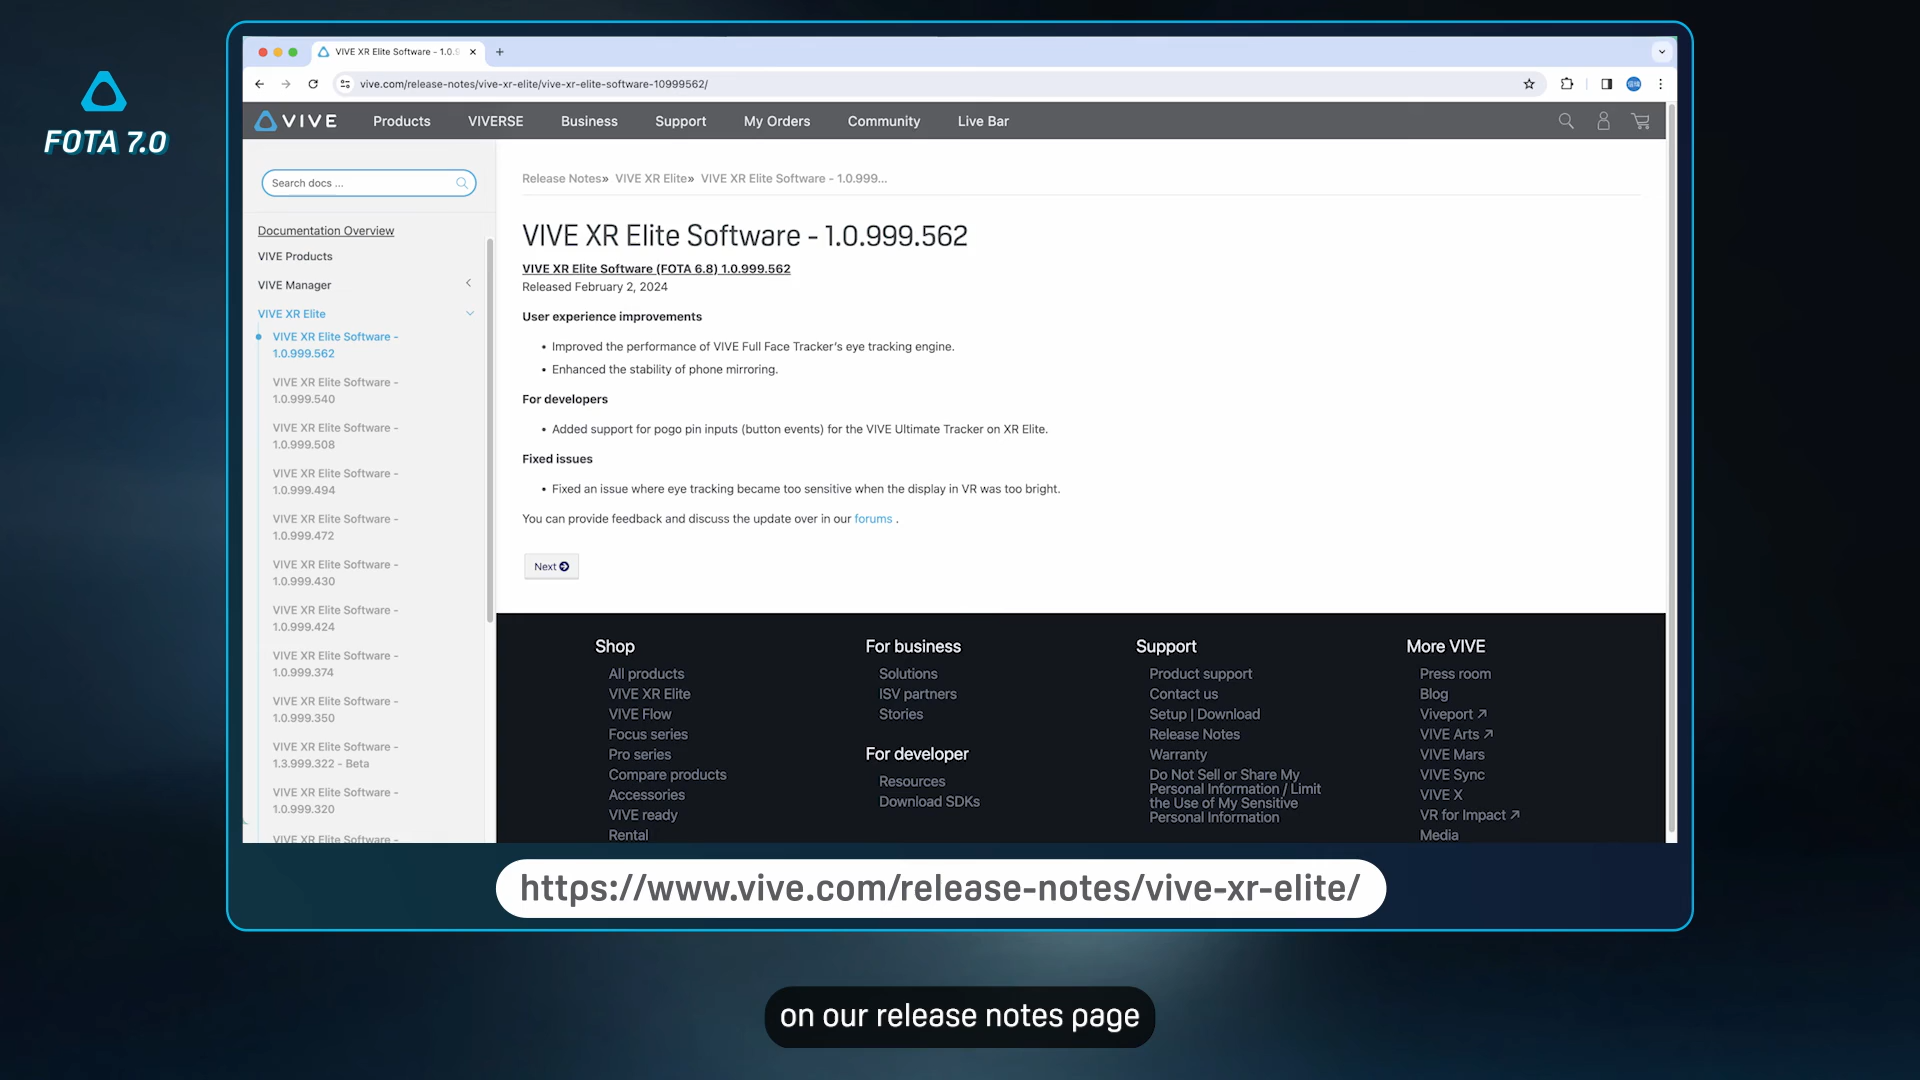 FOTA 7.0
VIVE XR Elite Software - 1.0.9
vive.com/release-notes/vive-xr-elite/vive-xr-elite-software-10999562/
VIVE
Products
VIVERSE
Business
Support
My Orders
Community
Live Bar
Search docs ...
Documentation Overview
VIVE Products
VIVE Manager
VIVE XR Elite
VIVE XR Elite Software -
1.0.999.562
VIVE XR Elite Software -
1.0.999.540
VIVE XR Elite Software -
1.0.999.508
VIVE XR Elite Software -
1.0.999.494
VIVE XR Elite Software -
1.0.999.472
VIVE XR Elite Software -
1.0.999.430
VIVE XR Elite Software -
1.0.999.424
VIVE XR Elite Software -
1.0.999.374
VIVE XR Elite Software -
1.0.999.350
VIVE XR Elite Software -
1.3.999.322 - Beta
VIVE XR Elite Software -
1.0.999.320
VIVE XR Elite Software -
Release Notes» VIVE XR Elite» VIVE XR Elite Software - 1.0.999...
VIVE XR Elite Software - 1.0.999.562
VIVE XR Elite Software (FOTA 6.8) 1.0.999.562
Released February 2, 2024
User experience improvements
• Improved the performance of VIVE Full Face Tracker's eye tracking engine.
• Enhanced the stability of phone mirroring.
For developers
• Added support for pogo pin inputs (button events) for the VIVE Ultimate Tracker on XR Elite.
Fixed issues
• Fixed an issue where eye tracking became too sensitive when the display in VR was too bright.
You can provide feedback and discuss the update over in our forums .
Next
Shop
All products
VIVE XR Elite
VIVE Flow
Focus series
Pro series
Compare products
Accessories
VIVE ready
Rental
For business
Solutions
ISV partners
Stories
For developer
Resources
Download SDKs
Support
Product support
Contact us
Setup | Download
Release Notes
Warranty
Do Not Sell or Share My
Personal Information / Limit
the Use of My Sensitive
Personal Information
More VIVE
Press room
Blog
Viveport ↗
VIVE Arts ↗
VIVE Mars
VIVE Sync
VIVE X
VR for Impact ↗
Media
https://www.vive.com/release-notes/vive-xr-elite/
on our release notes page